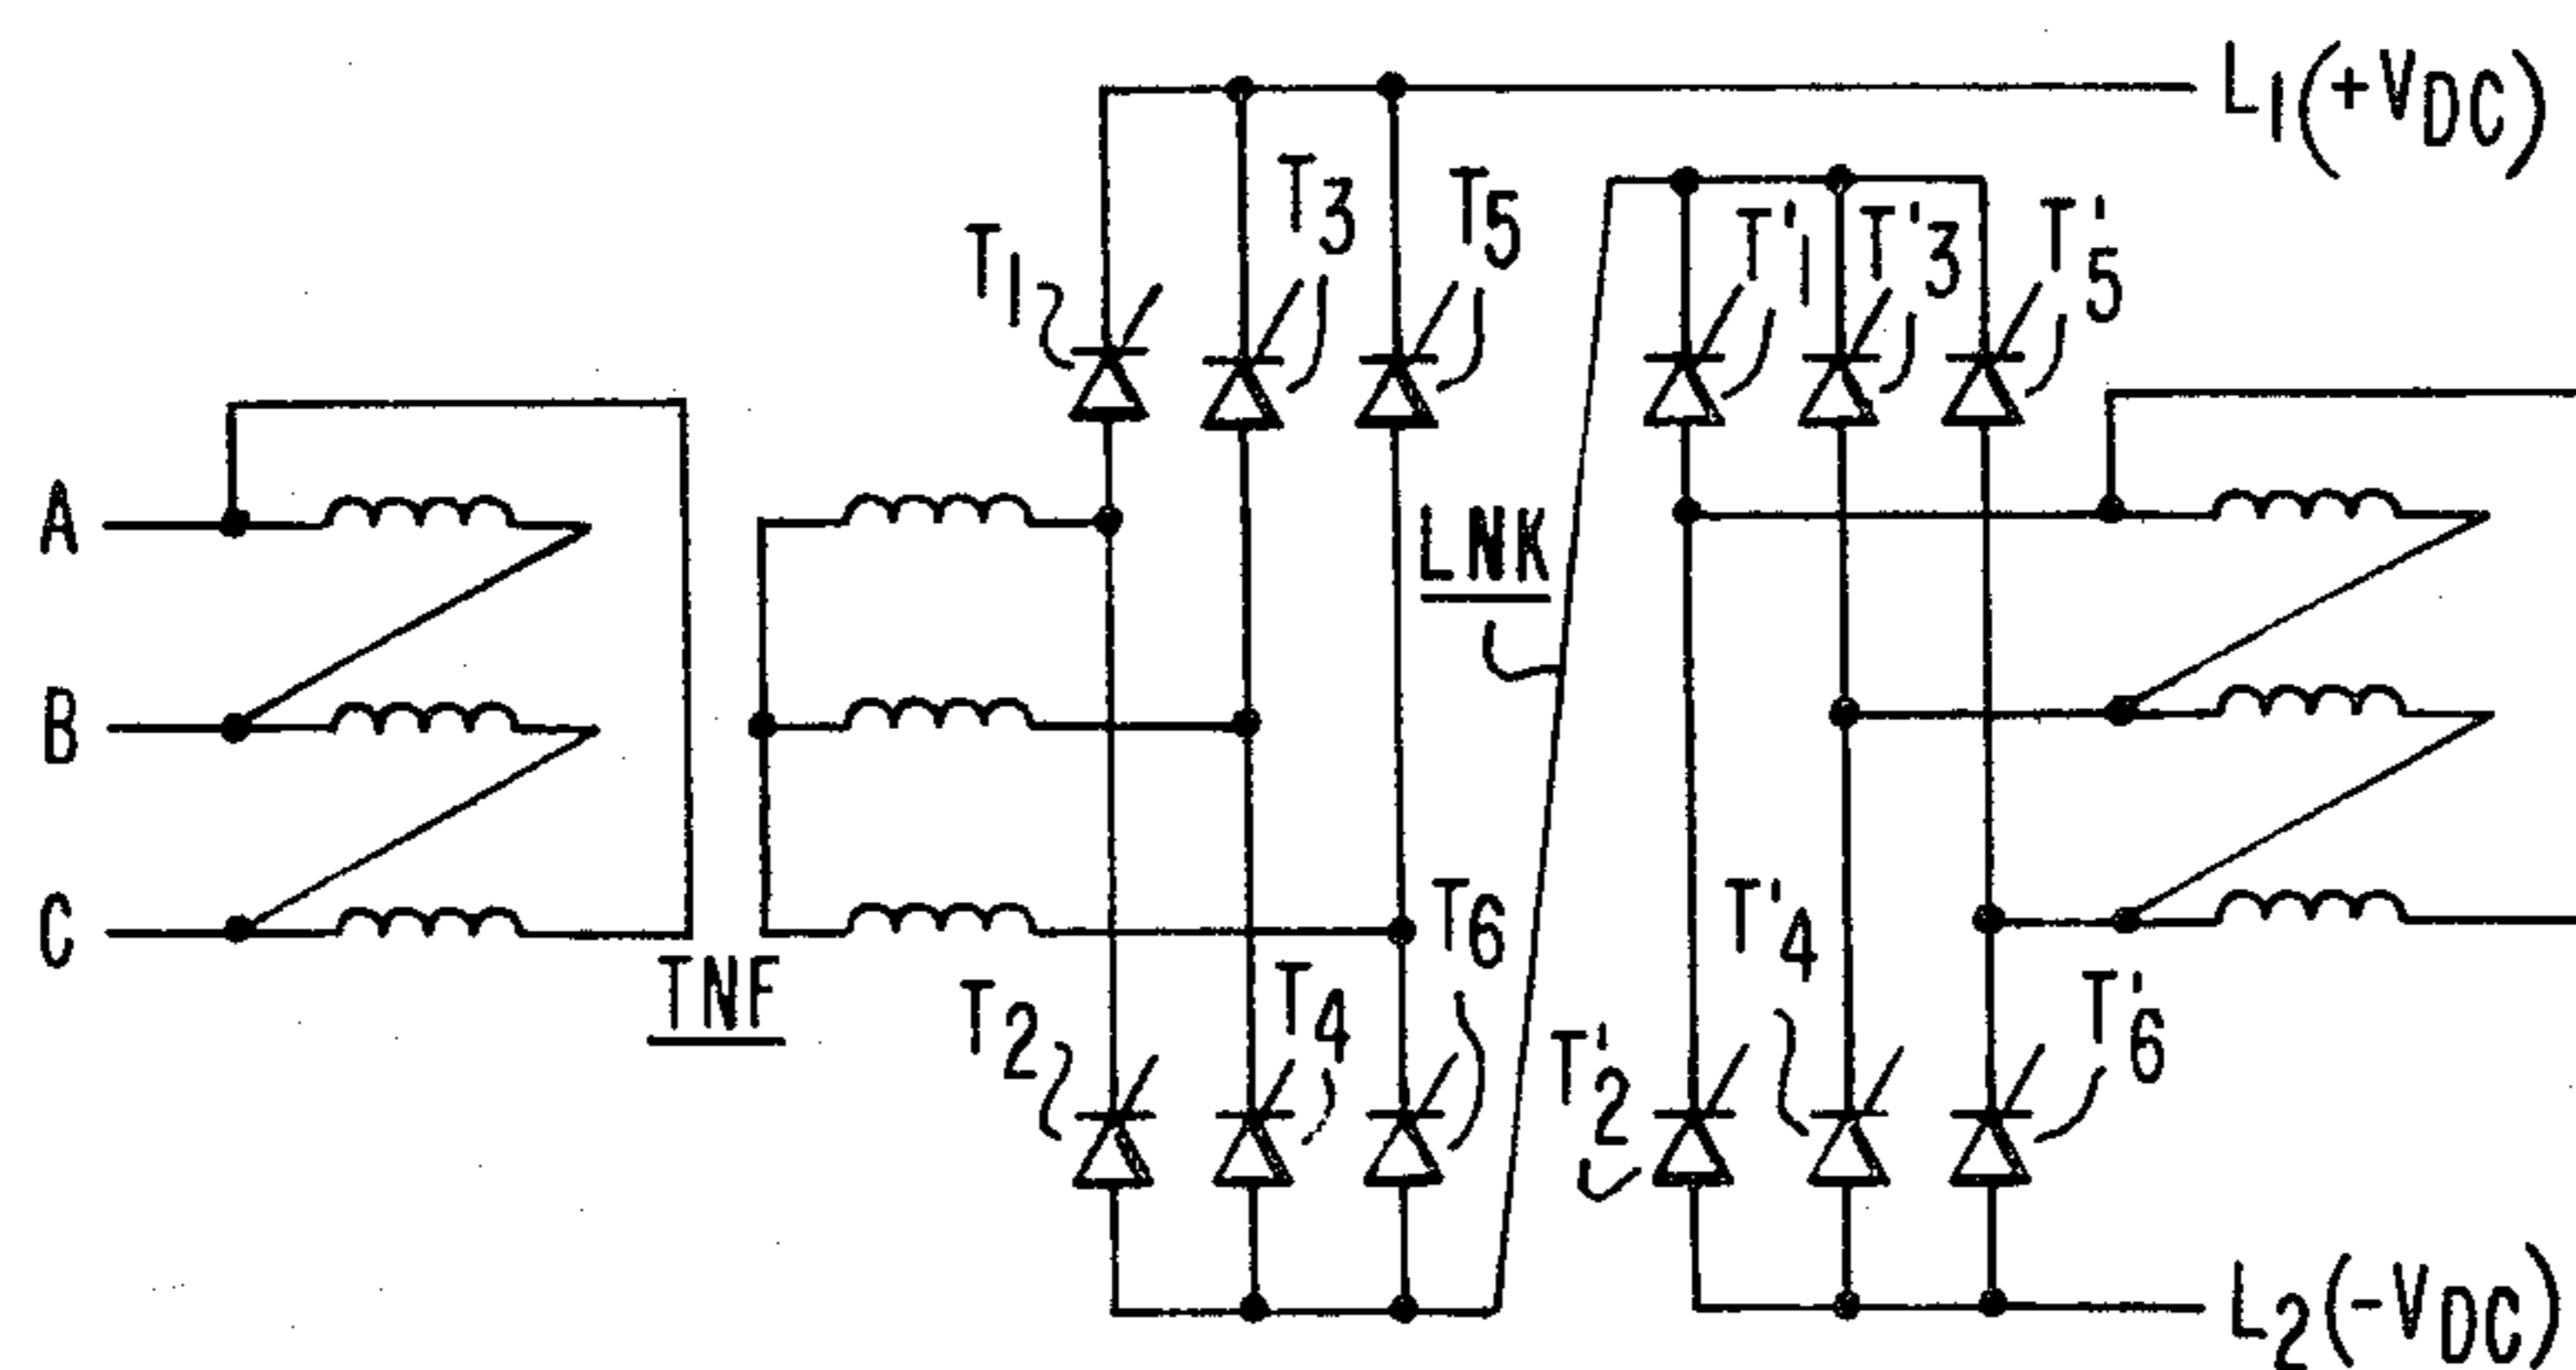 L1(+VDC)
T1
T3
T5
T'1
T'3
T'5
A
LNK
B
C
TNF
T2
T4
T6
T'2
T'4
T'6
L2(-VDC)